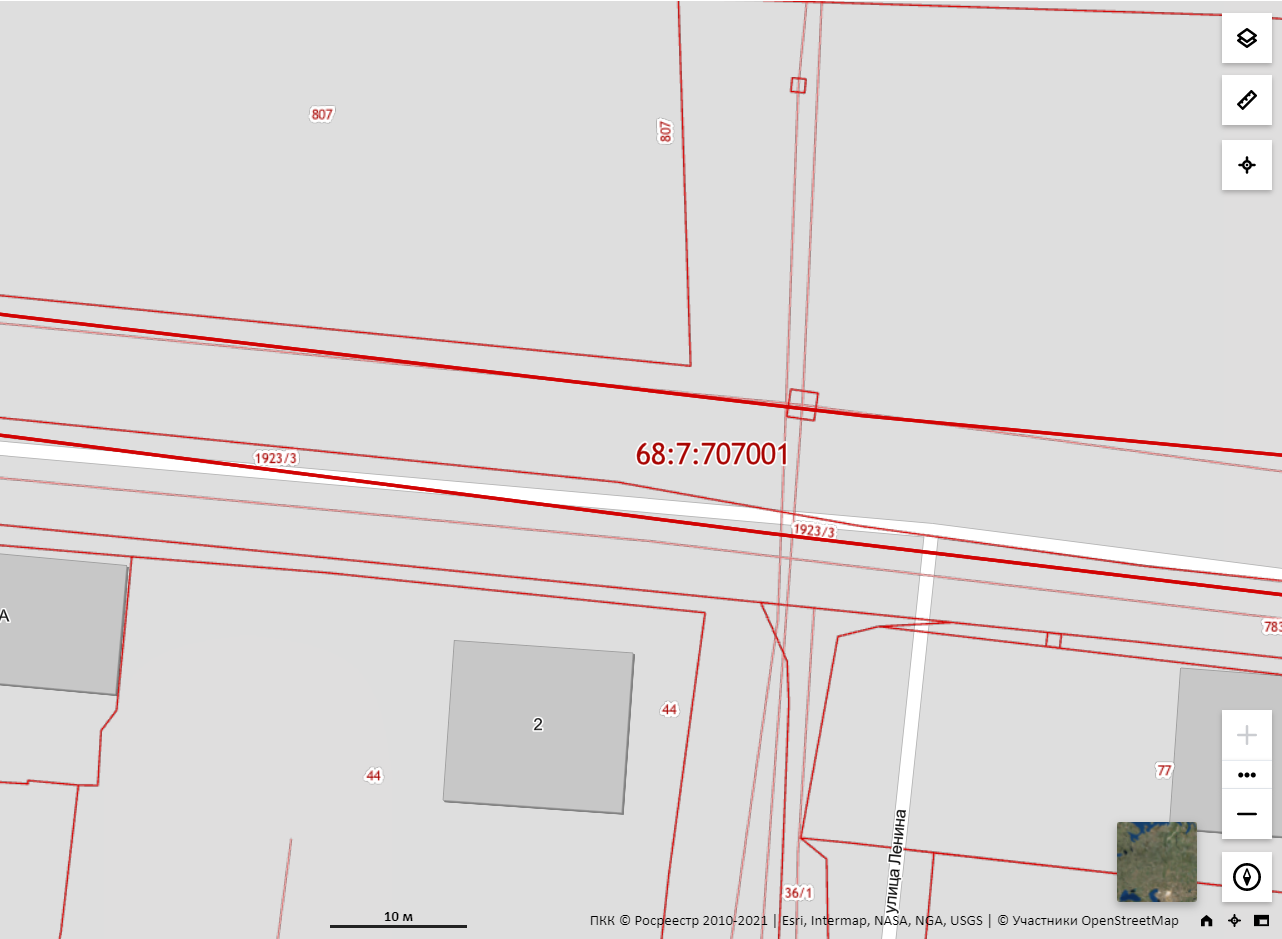 807
807
1923/3
68:7:707001
1923/3
А
783
2
44
77
44
улица Ленина
36/1
10 м
ПКК © Росреестр 2010-2021 | Esri, Intermap, NASA, NGA, USGS | © Участники OpenStreetMap